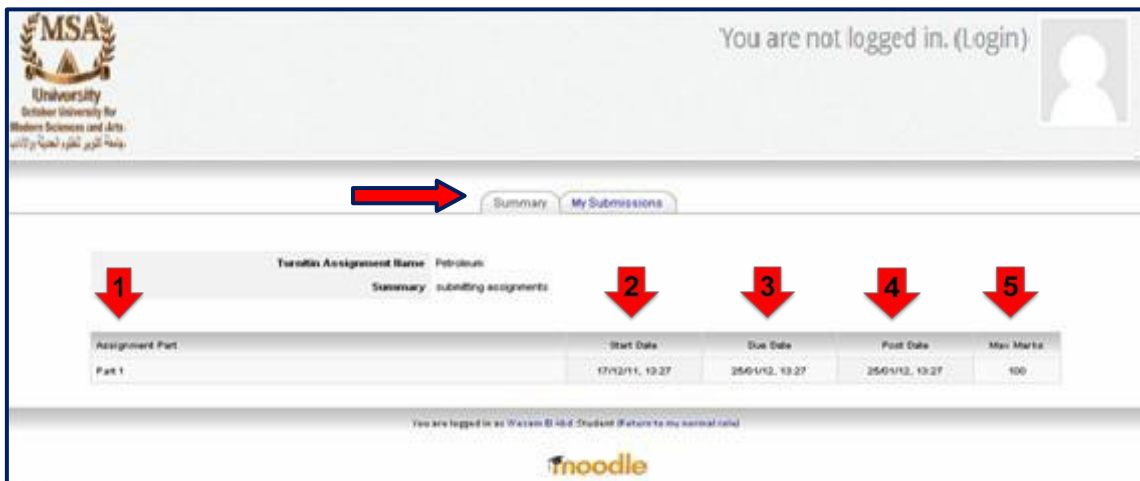 MSA
University
October University for
Modern Sciences and Arts
You are not logged in. (Login)
Summary
My Submissions
Turnitin Assignment Name Petroleum
Summary submitting assignments
1 2 3 4 5
Assignment Part Start Date Due Date Post Date Max Marks
Part 1 17/12/11, 13:27 25/01/12, 13:27 25/01/12, 13:27 100
You are logged in as Student (Return to my normal role)
moodle